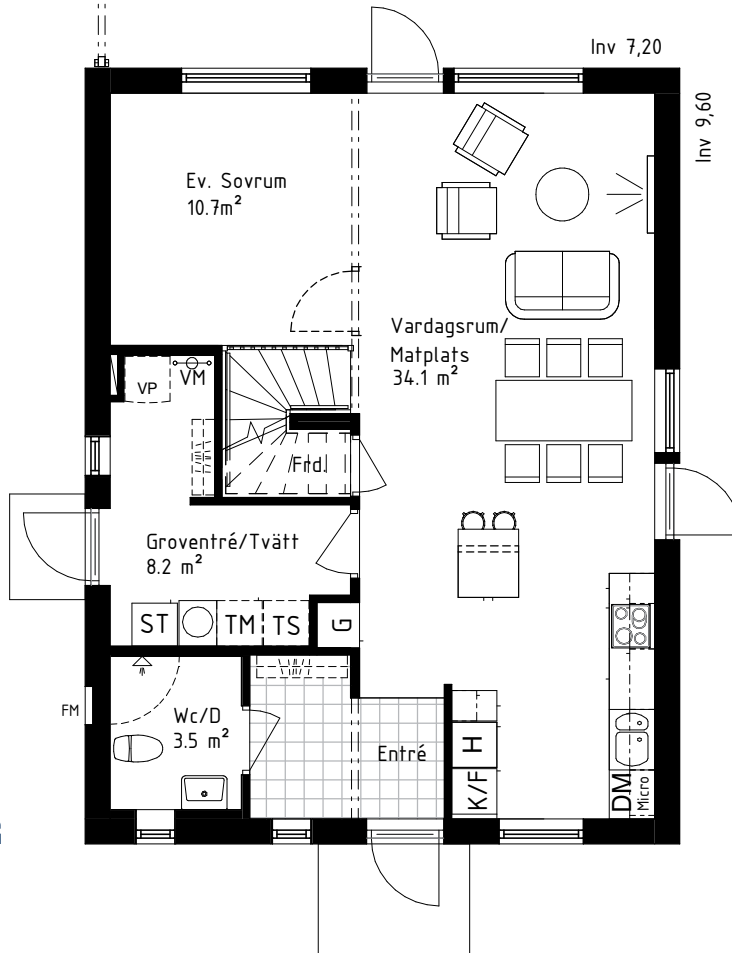 Inv 7,20
Inv 9,60
Ev. Sovrum
10.7m²
Vardagsrum/
Matplats
34.1 m²
VP
VM
Frd.
Groventré/Tvätt
8.2 m²
ST
TM
TS
G
FM
Wc/D
3.5 m²
Entré
H
K/F
DM
Micro